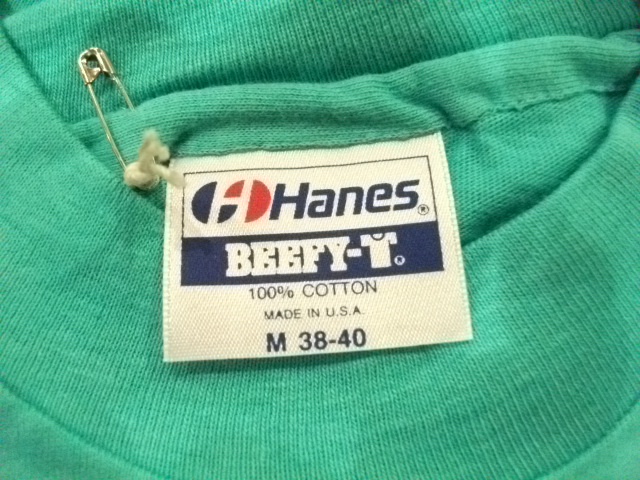 Hanes®
BEEFY-T®
100% COTTON
MADE IN U.S.A.
M 38-40